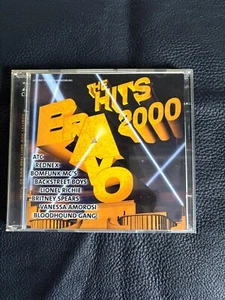 THE
HITS
2000
BRAVO
ATC
REDNEX
BOMFUNK MC'S
BACKSTREET BOYS
LIONEL RICHIE
BRITNEY SPEARS
VANESSA AMOROSI
BLOODHOUND GANG